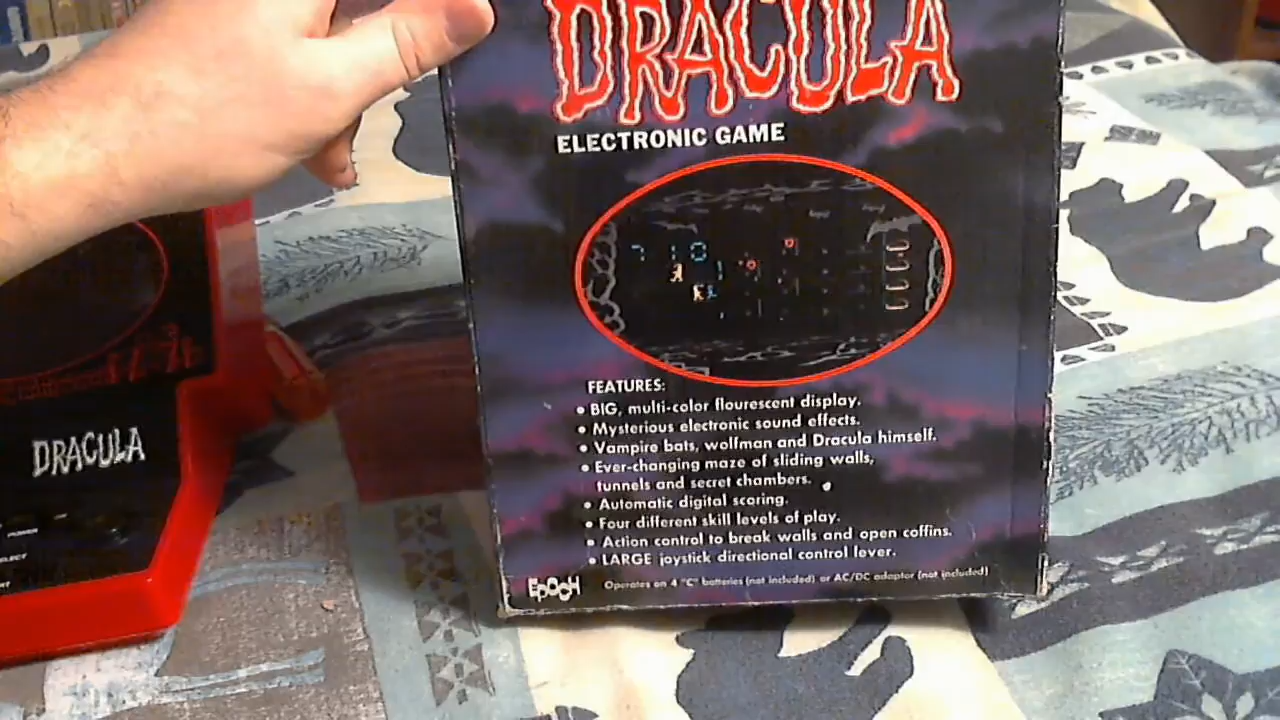 DRACULA
ELECTRONIC GAME
710
FEATURES:
• BIG, multi-color flourescent display.
• Mysterious electronic sound effects.
• Vampire bats, wolfman and Dracula himself.
• Ever-changing maze of sliding walls,
tunnels and secret chambers.
• Automatic digital scoring.
• Four different skill levels of play.
• Action control to break walls and open coffins.
• LARGE joystick directional control lever.
EPOCH
Operates on 4 "C" batteries (not included) or AC/DC adaptor (not included)
DRACULA
POWER